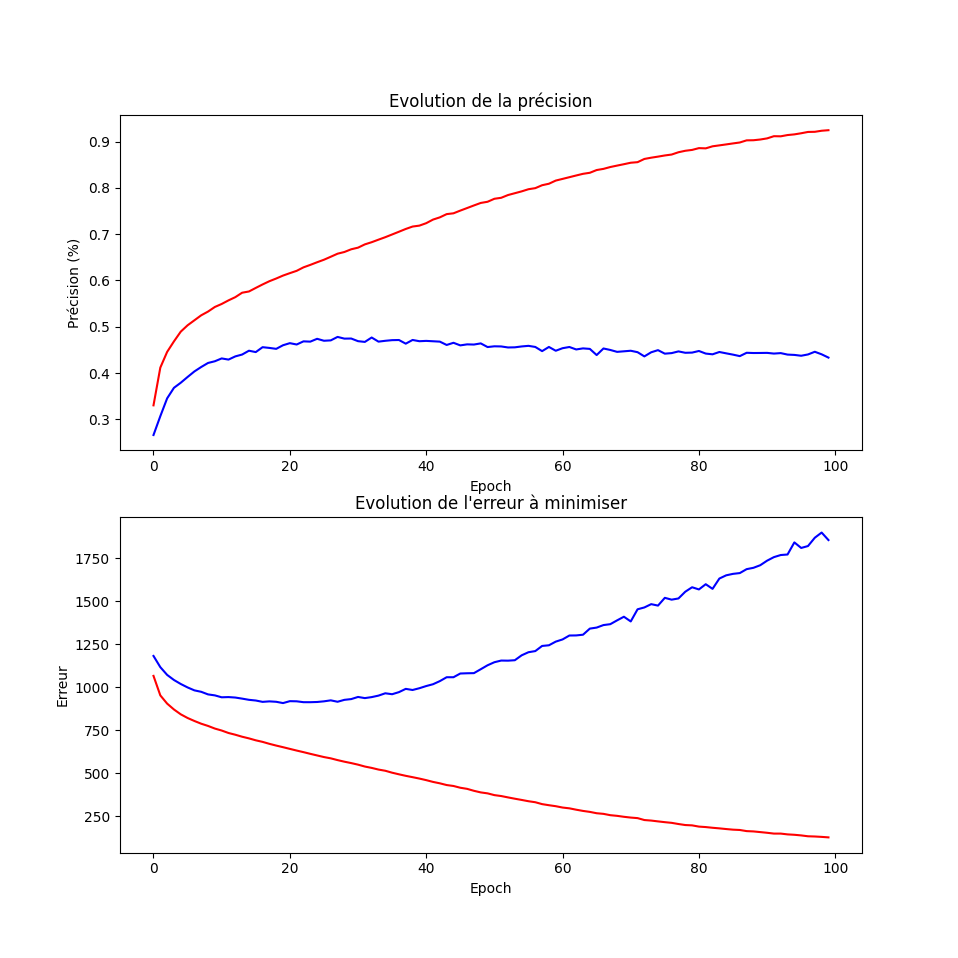 Evolution de la précision
0.9
0.8
0.7
0.6
0.5
0.4
0.3
Précision (%)
0 20 40 60 80 100
Epoch
Evolution de l'erreur à minimiser
1750
1500
1250
1000
750
500
250
Erreur
0 20 40 60 80 100
Epoch